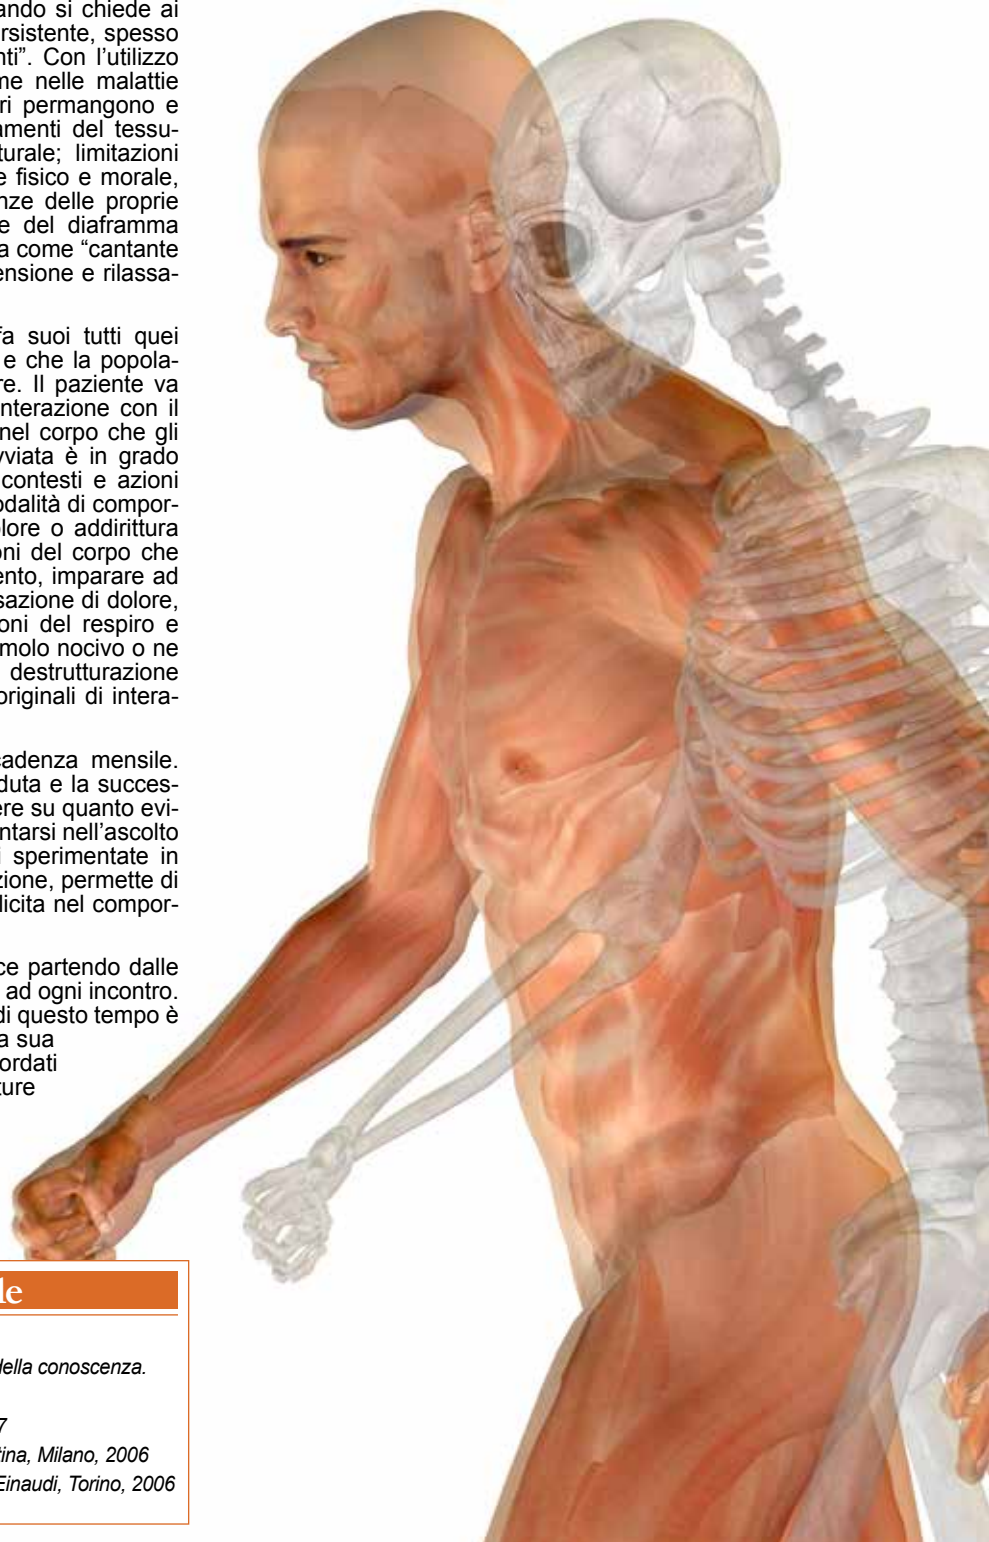 ando si chiede ai
rsistente, spesso
nti”. Con l’utilizzo
me nelle malattie
ri permangono e
amenti del tessu-
turale; limitazioni
e fisico e morale,
nze delle proprie
e del diaframma
a come “cantante
ensione e rilassa-
fa suoi tutti quei
e che la popola-
re. Il paziente va
nterazione con il
nel corpo che gli
vviata è in grado
contesti e azioni
odalità di compor-
olore o addirittura
oni del corpo che
ento, imparare ad
sazione di dolore,
oni del respiro e
molo nocivo o ne
destrutturazione
originali di intera-
cadenza mensile.
duta e la succes-
ere su quanto evi-
ntarsi nell’ascolto
i sperimentate in
zione, permette di
licita nel compor-
ce partendo dalle
ad ogni incontro.
di questo tempo è
a sua
ordati
ture
le
della conoscenza.
7
tina, Milano, 2006
Einaudi, Torino, 2006